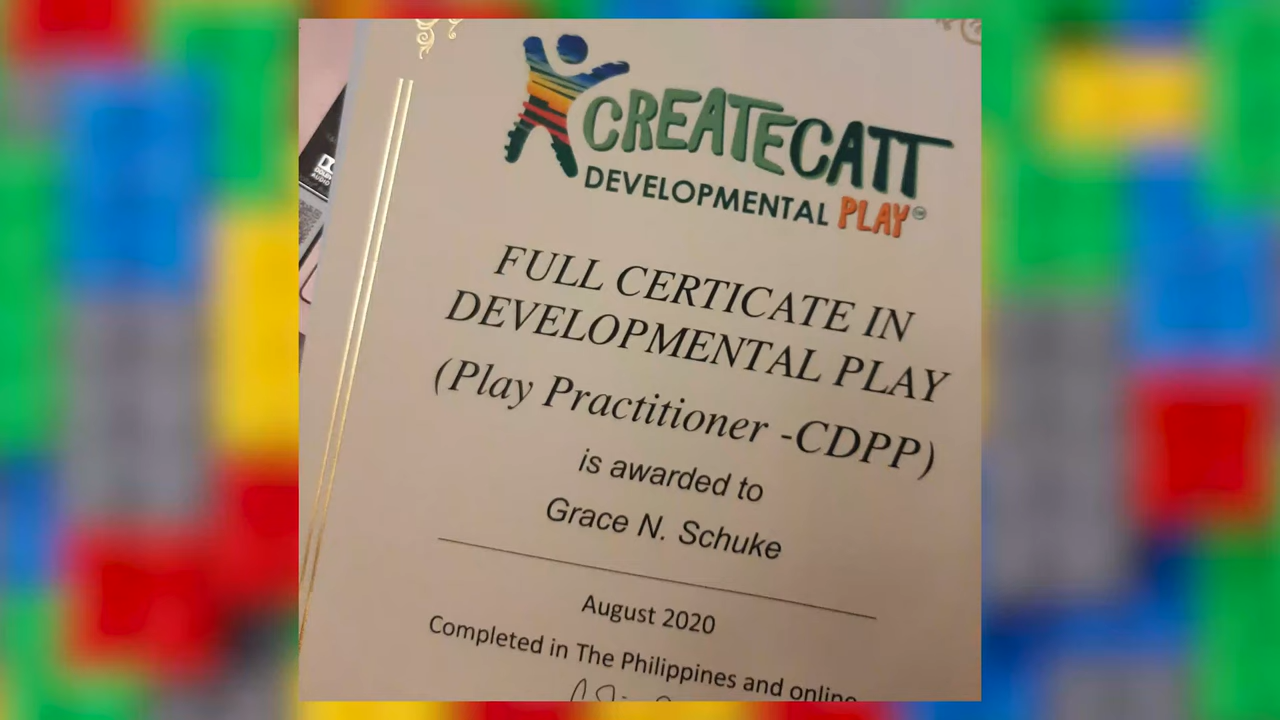 CREATECATT
DEVELOPMENTAL PLAY
FULL CERTICATE IN
DEVELOPMENTAL PLAY
(Play Practitioner -CDPP)
is awarded to
Grace N. Schuke
August 2020
Completed in The Philippines and online
AUDIO